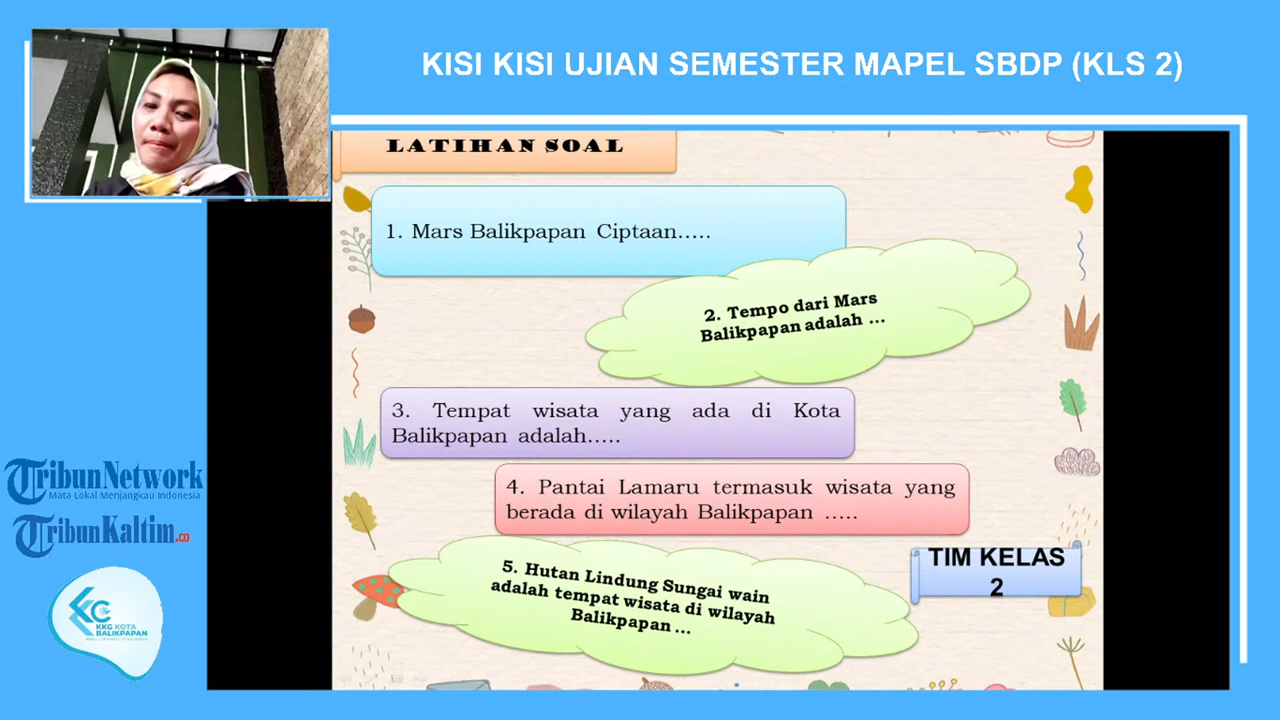 KISI KISI UJIAN SEMESTER MAPEL SBDP (KLS 2)
LATIHAN SOAL
1. Mars Balikpapan Ciptaan.....
2. Tempo dari Mars
Balikpapan adalah ...
3. Tempat wisata yang ada di Kota
Balikpapan adalah.....
4. Pantai Lamaru termasuk wisata yang
berada di wilayah Balikpapan .....
5. Hutan Lindung Sungai wain
adalah tempat wisata di wilayah
Balikpapan ...
TIM KELAS
2
TribunNetwork
Mata Lokal Menjangkau Indonesia
TribunKaltim.co
KKG KOTA
BALIKPAPAN